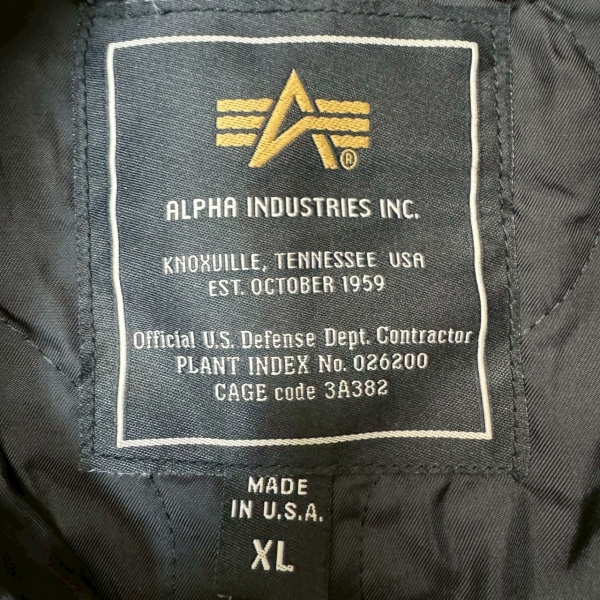 ALPHA INDUSTRIES INC.
KNOXVILLE, TENNESSEE USA
EST. OCTOBER 1959
Official U.S. Defense Dept. Contractor
PLANT INDEX No. 026200
CAGE code 3A382
MADE
IN U.S.A.
XL